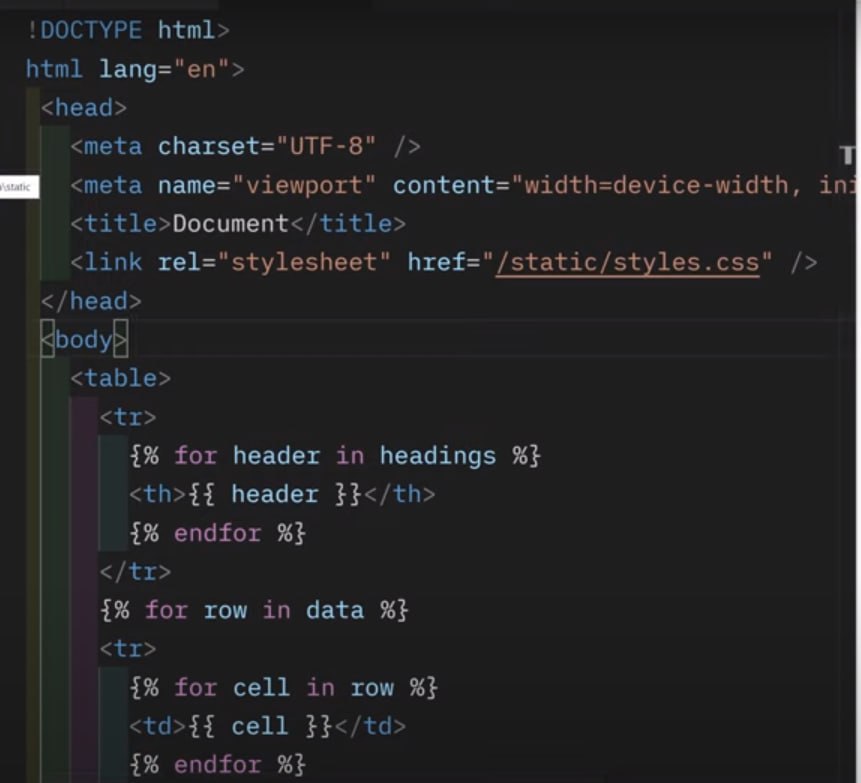 !DOCTYPE html>
html lang="en">
<head>
<meta charset="UTF-8" />
<meta name="viewport" content="width=device-width, ini
<title>Document</title>
<link rel="stylesheet" href="/static/styles.css" />
</head>
<body>
<table>
<tr>
{% for header in headings %}
<th>{{ header }}</th>
{% endfor %}
</tr>
{% for row in data %}
<tr>
{% for cell in row %}
<td>{{ cell }}</td>
{% endfor %}
\static
T